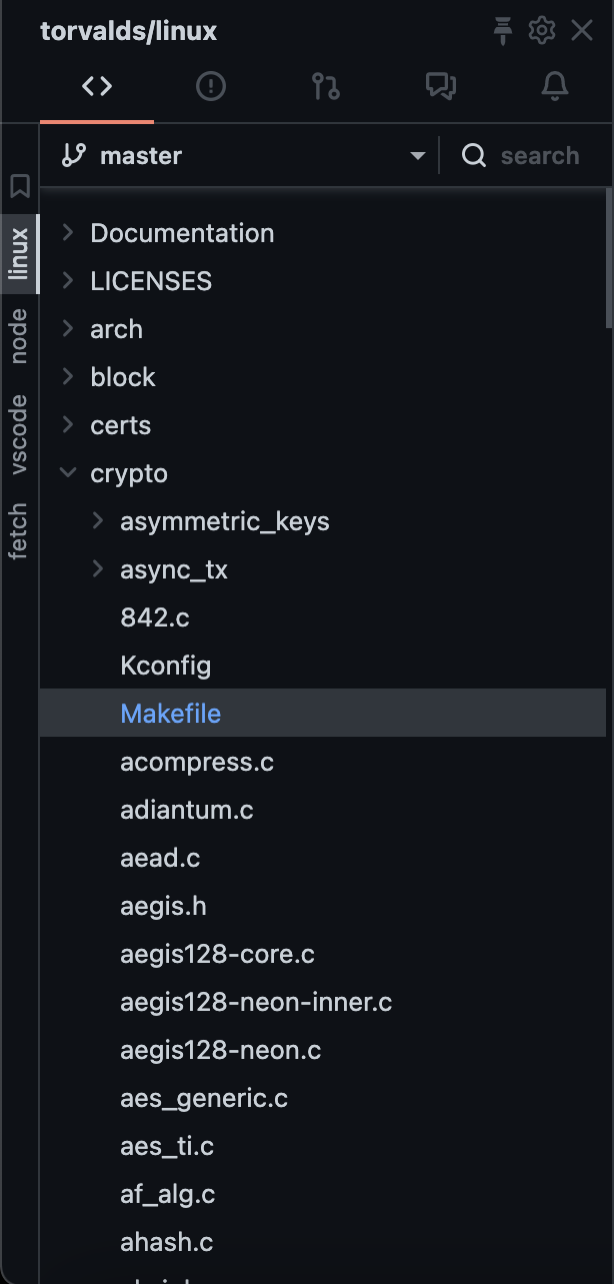 torvalds/linux
master
search
linux
node
vscode
fetch
Documentation
LICENSES
arch
block
certs
crypto
asymmetric_keys
async_tx
842.c
Kconfig
Makefile
acompress.c
adiantum.c
aead.c
aegis.h
aegis128-core.c
aegis128-neon-inner.c
aegis128-neon.c
aes_generic.c
aes_ti.c
af_alg.c
ahash.c